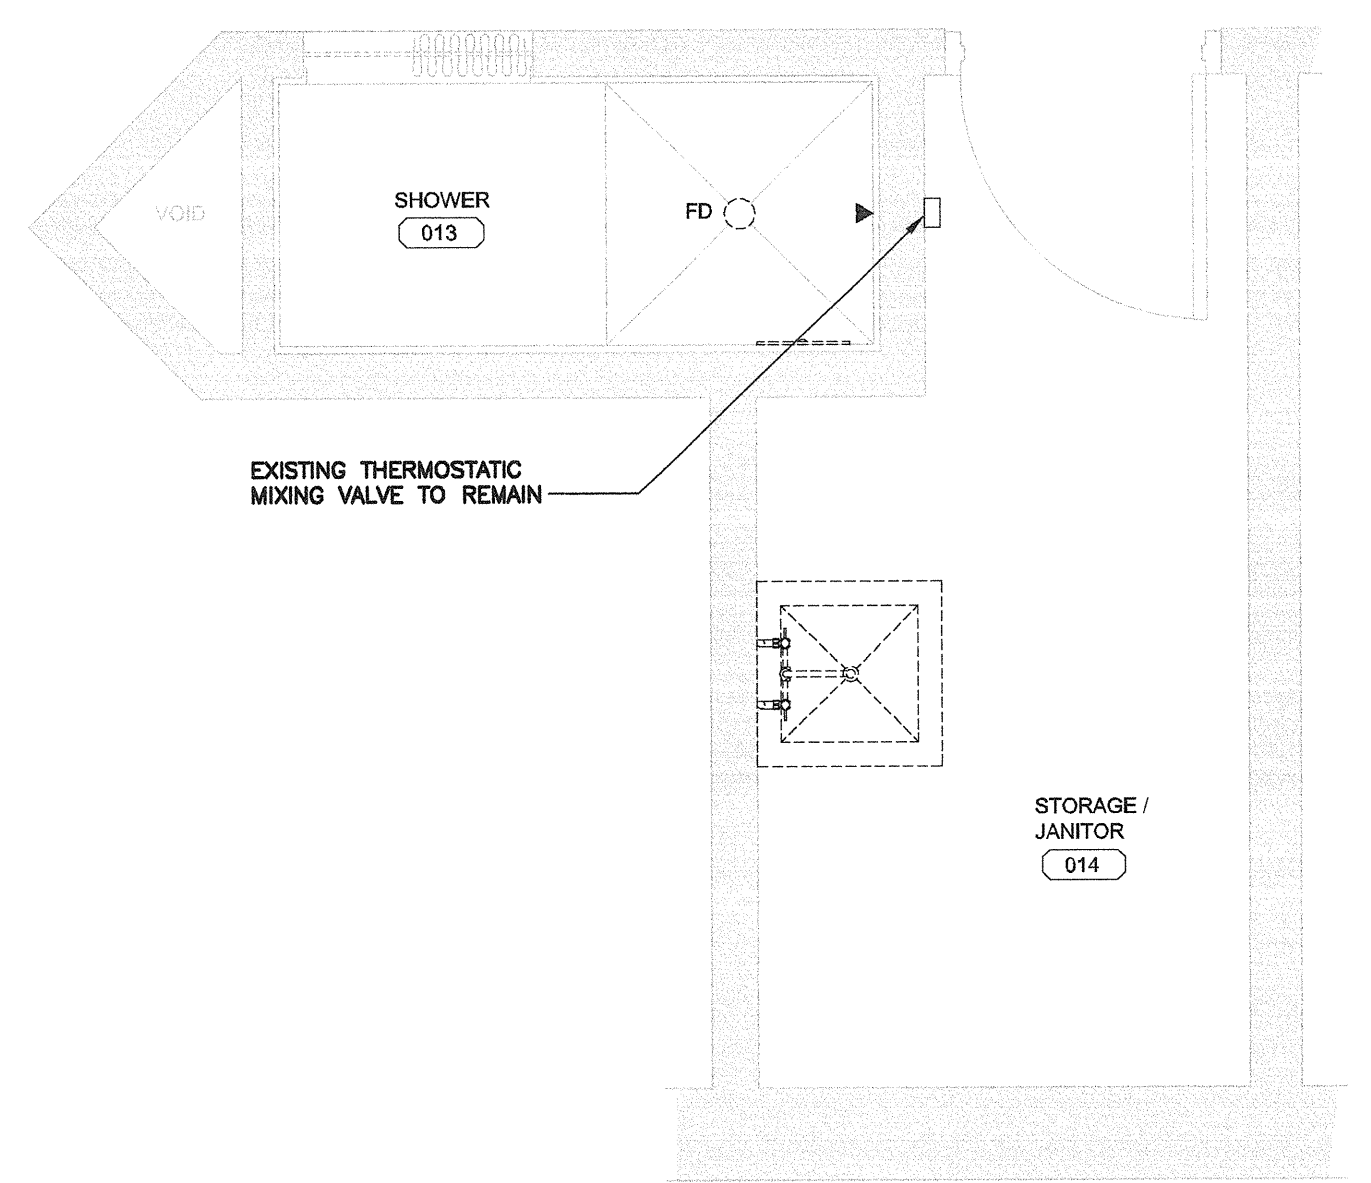 SHOWER
013
VOID
FD
EXISTING THERMOSTATIC
MIXING VALVE TO REMAIN
STORAGE /
JANITOR
014